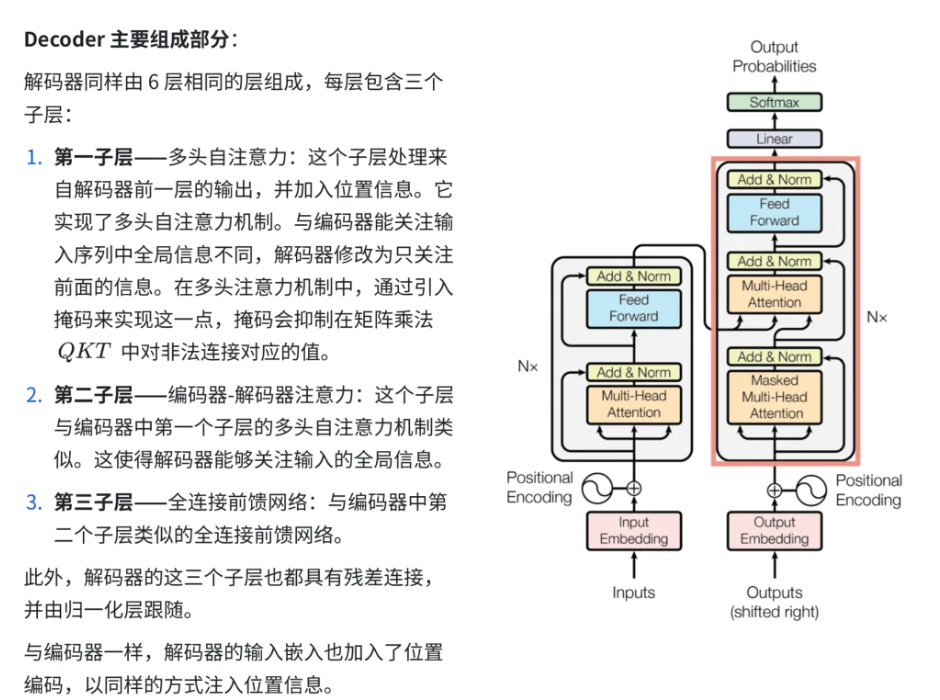 Decoder 主要组成部分：
解码器同样由 6 层相同的层组成，每层包含三个
子层：
1. 第一子层——多头自注意力：这个子层处理来
自解码器前一层的输出，并加入位置信息。它
实现了多头自注意力机制。与编码器能关注输
入序列中全局信息不同，解码器修改为只关注
前面的信息。在多头注意力机制中，通过引入
掩码来实现这一点，掩码会抑制在矩阵乘法
QKT 中对非法连接对应的值。
2. 第二子层——编码器-解码器注意力：这个子层
与编码器中第一个子层的多头自注意力机制类
似。这使得解码器能够关注输入的全局信息。
3. 第三子层——全连接前馈网络：与编码器中第
二个子层类似的全连接前馈网络。
此外，解码器的这三个子层也都具有残差连接，
并由归一化层跟随。
与编码器一样，解码器的输入嵌入也加入了位置
编码，以同样的方式注入位置信息。
Output
Probabilities
Softmax
Linear
Add & Norm
Feed
Forward
Add & Norm
Multi-Head
Attention
Add & Norm
Masked
Multi-Head
Attention
N×
Positional
Encoding
Output
Embedding
Outputs
(shifted right)
Add & Norm
Feed
Forward
Add & Norm
Multi-Head
Attention
N×
Positional
Encoding
Input
Embedding
Inputs